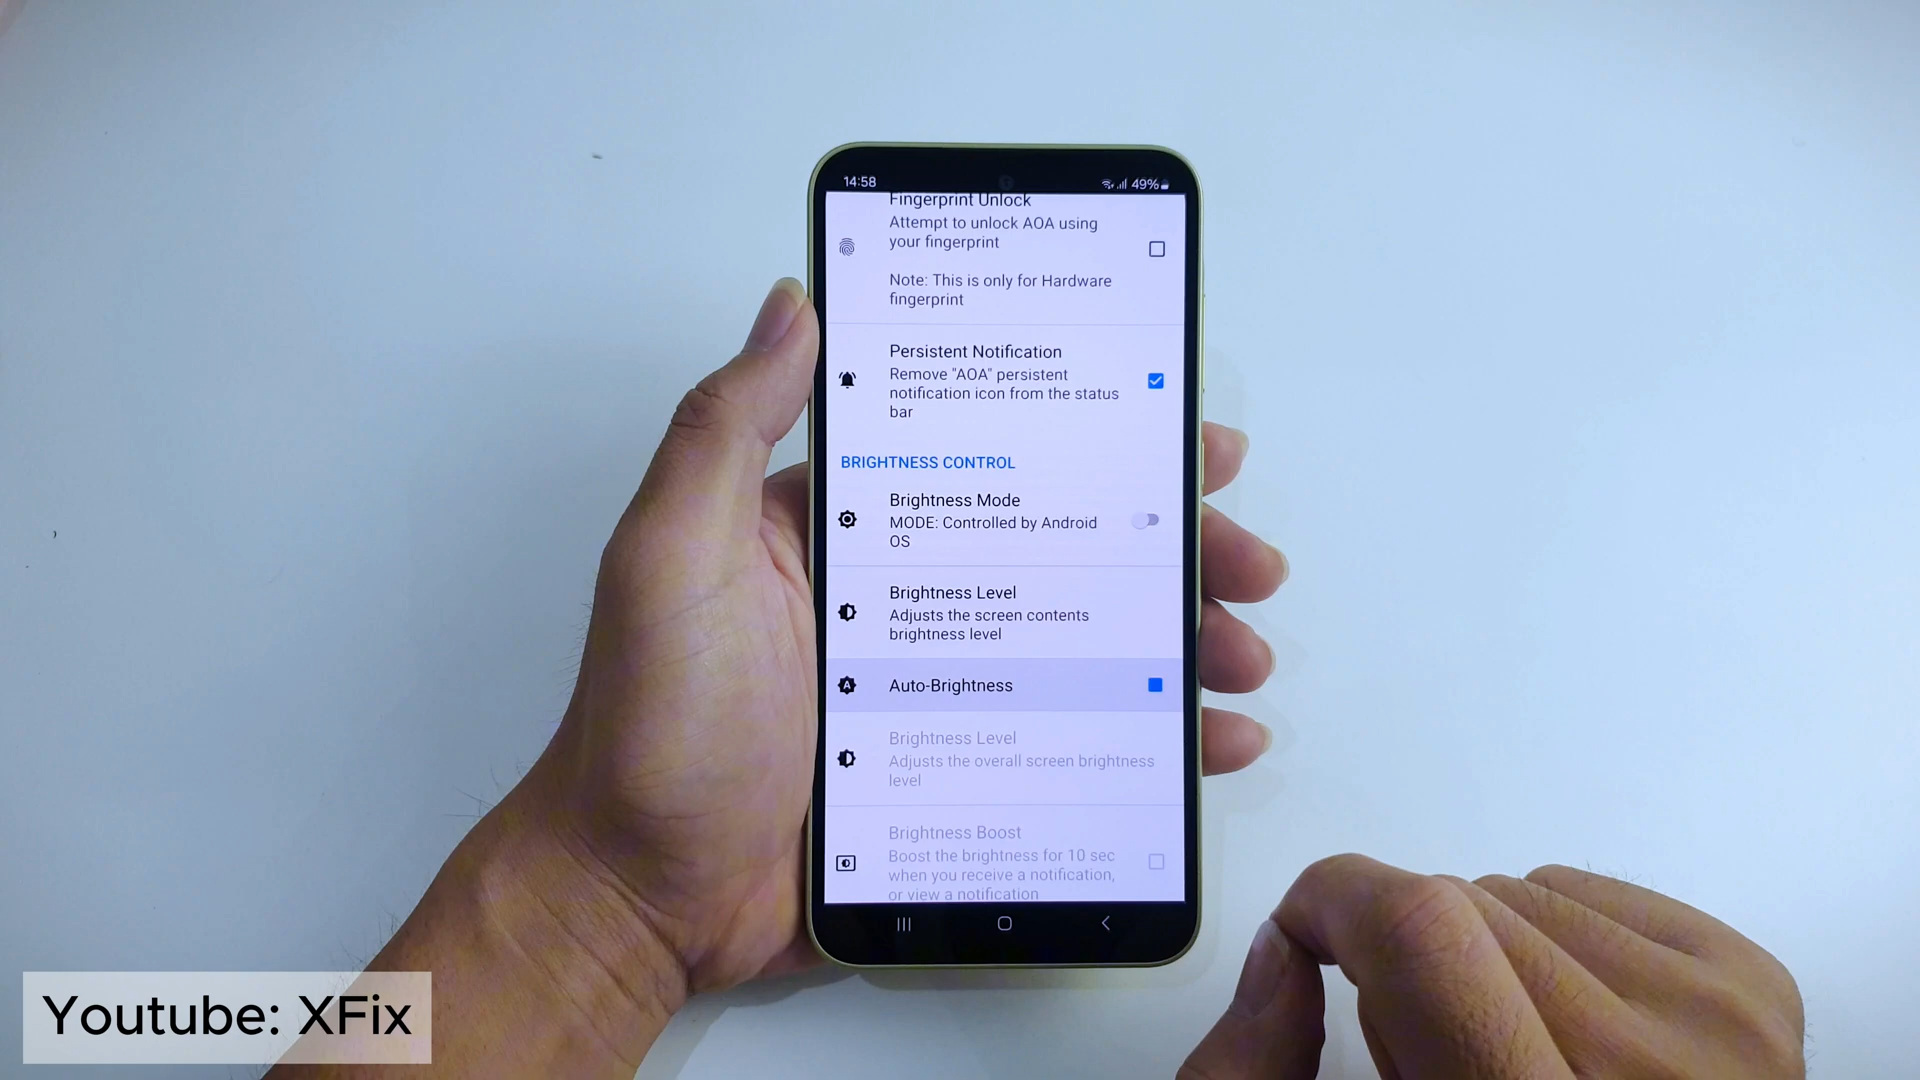 14:58
49%
Fingerprint Unlock
Attempt to unlock AOA using
your fingerprint
Note: This is only for Hardware
fingerprint
Persistent Notification
Remove "AOA" persistent
notification icon from the status
bar
BRIGHTNESS CONTROL
Brightness Mode
MODE: Controlled by Android
OS
Brightness Level
Adjusts the screen contents
brightness level
A
Auto-Brightness
Brightness Level
Adjusts the overall screen brightness
level
Brightness Boost
Boost the brightness for 10 sec
when you receive a notification,
or view a notification
Youtube: XFix